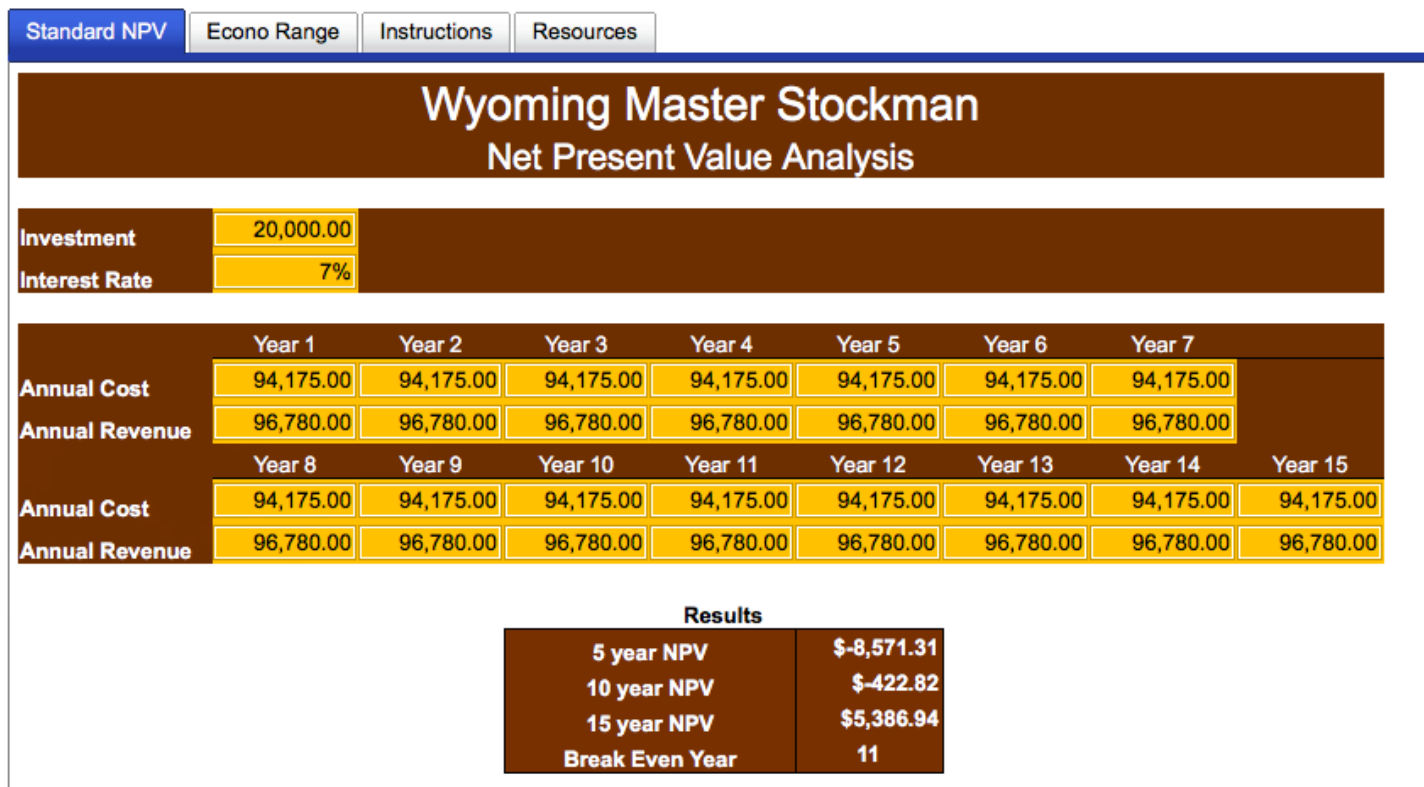 Standard NPV Econo Range Instructions Resources
Wyoming Master Stockman
Net Present Value Analysis
Investment 20,000.00
Interest Rate 7%
Year 1 Year 2 Year 3 Year 4 Year 5 Year 6 Year 7
Annual Cost 94,175.00 94,175.00 94,175.00 94,175.00 94,175.00 94,175.00 94,175.00
Annual Revenue 96,780.00 96,780.00 96,780.00 96,780.00 96,780.00 96,780.00 96,780.00
Year 8 Year 9 Year 10 Year 11 Year 12 Year 13 Year 14 Year 15
Annual Cost 94,175.00 94,175.00 94,175.00 94,175.00 94,175.00 94,175.00 94,175.00 94,175.00
Annual Revenue 96,780.00 96,780.00 96,780.00 96,780.00 96,780.00 96,780.00 96,780.00 96,780.00
Results
5 year NPV $-8,571.31
10 year NPV $-422.82
15 year NPV $5,386.94
Break Even Year 11